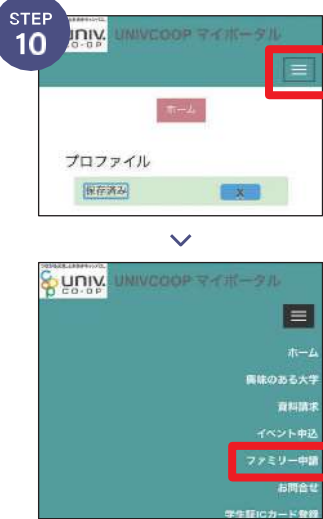 STEP
10
UNIV.
CO-OP
UNIVCOOP マイポータル
ホーム
プロファイル
保存済み
X
UNIV.
CO-OP
UNIVCOOP マイポータル
ホーム
興味のある大学
資料請求
イベント申込
ファミリー申請
お問合せ
学生証ICカード登録